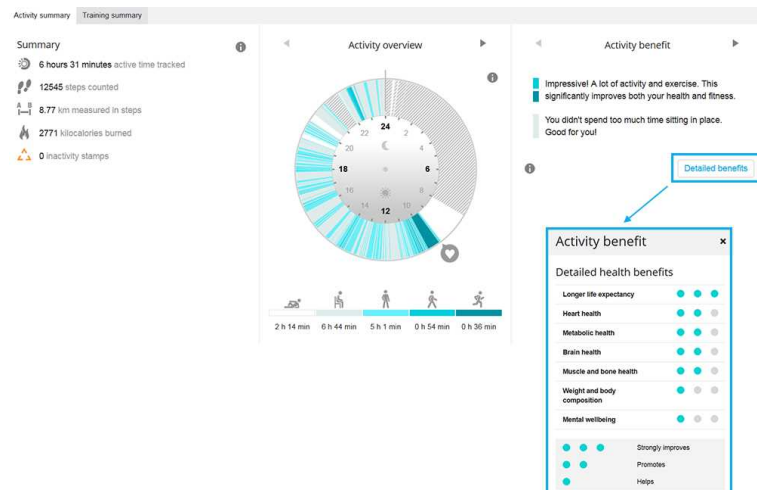 Activity summary
Training summary
Summary
6 hours 31 minutes active time tracked
12545 steps counted
A B
8.77 km measured in steps
2771 kilocalories burned
0 inactivity stamps
Activity overview
24
22
2
20
4
18
6
16
8
14
10
12
2 h 14 min
6 h 44 min
5 h 1 min
0 h 54 min
0 h 36 min
Activity benefit
Impressive! A lot of activity and exercise. This
significantly improves both your health and fitness.
You didn't spend too much time sitting in place.
Good for you!
Detailed benefits
Activity benefit
×
Detailed health benefits
Longer life expectancy
Heart health
Metabolic health
Brain health
Muscle and bone health
Weight and body
composition
Mental wellbeing
Strongly improves
Promotes
Helps